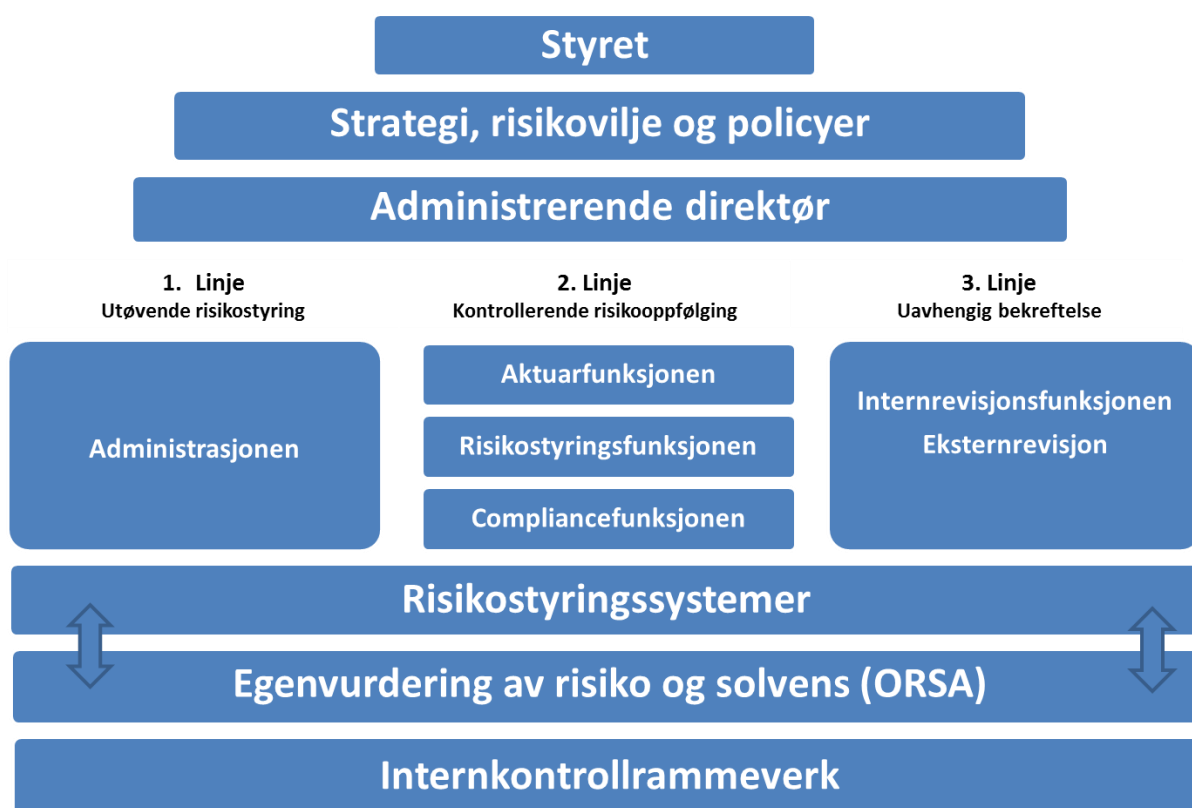 Styret
Strategi, risikovilje og policyer
Administrerende direktør
1. Linje
Utøvende risikostyring
2. Linje
Kontrollerende risikooppfølging
3. Linje
Uavhengig bekreftelse
Administrasjonen
Aktuarfunksjonen
Risikostyringsfunksjonen
Compliancefunksjonen
Internrevisjonsfunksjonen
Eksternrevisjon
Risikostyringssystemer
Egenvurdering av risiko og solvens (ORSA)
Internkontrollrammeverk